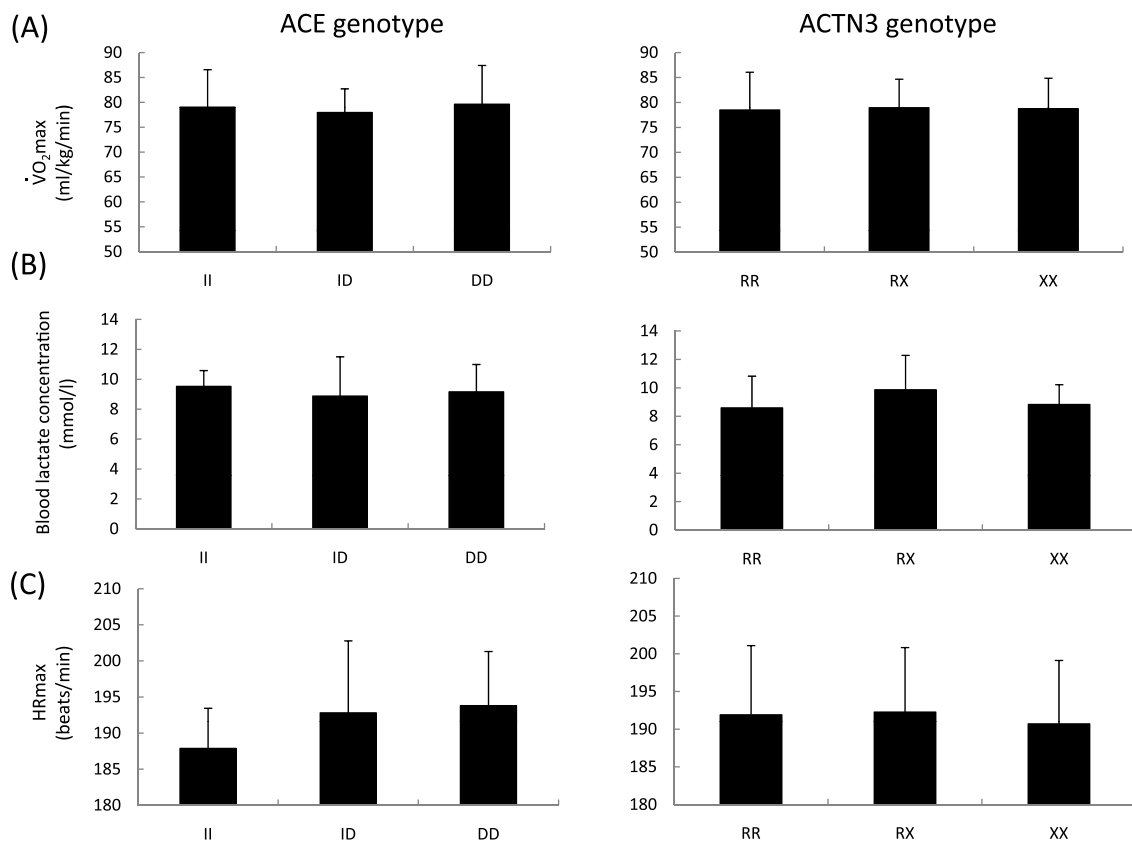 (A)
ACE genotype
ACTN3 genotype
V̇O₂max
(ml/kg/min)
90
85
80
75
70
65
60
55
50
II ID DD
90
85
80
75
70
65
60
55
50
RR RX XX
(B)
Blood lactate concentration
(mmol/l)
14
12
10
8
6
4
2
0
II ID DD
14
12
10
8
6
4
2
0
RR RX XX
(C)
HRmax
(beats/min)
210
205
200
195
190
185
180
II ID DD
210
205
200
195
190
185
180
RR RX XX